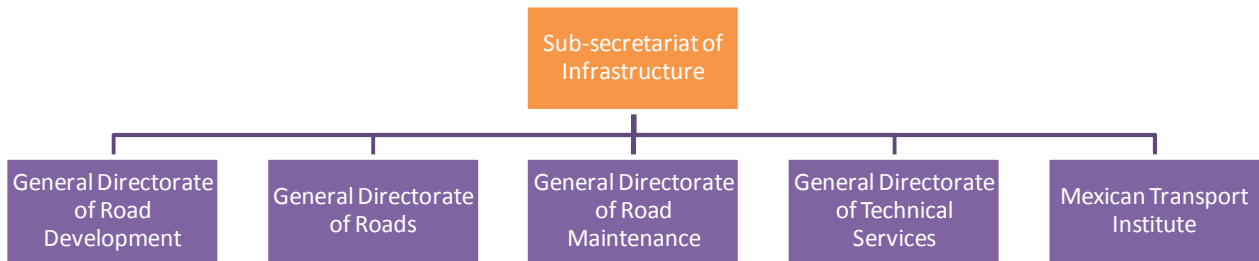 Sub-secretariat of
Infrastructure
General Directorate
of Road
Development
General Directorate
of Roads
General Directorate
of Road
Maintenance
General Directorate
of Technical
Services
Mexican Transport
Institute